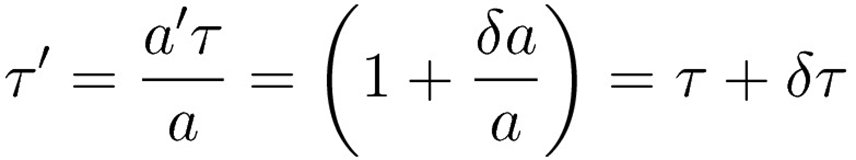 τ′ = a′τ / a = (1 + δa / a) = τ + δτ